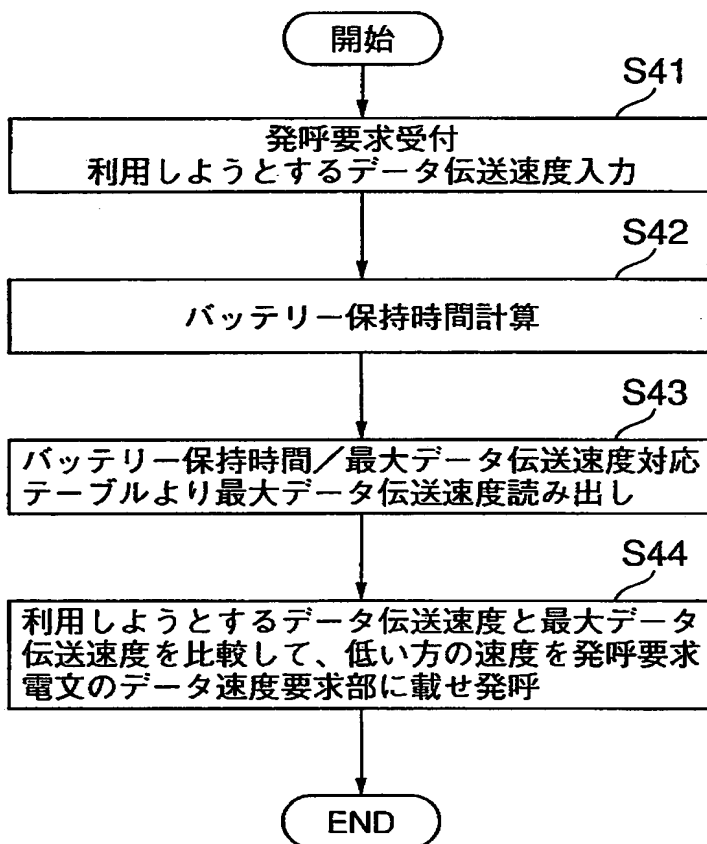 開始
S41
発呼要求受付
利用しようとするデータ伝送速度入力
S42
バッテリー保持時間計算
S43
バッテリー保持時間／最大データ伝送速度対応
テーブルより最大データ伝送速度読み出し
S44
利用しようとするデータ伝送速度と最大データ
伝送速度を比較して、低い方の速度を発呼要求
電文のデータ速度要求部に載せ発呼
END